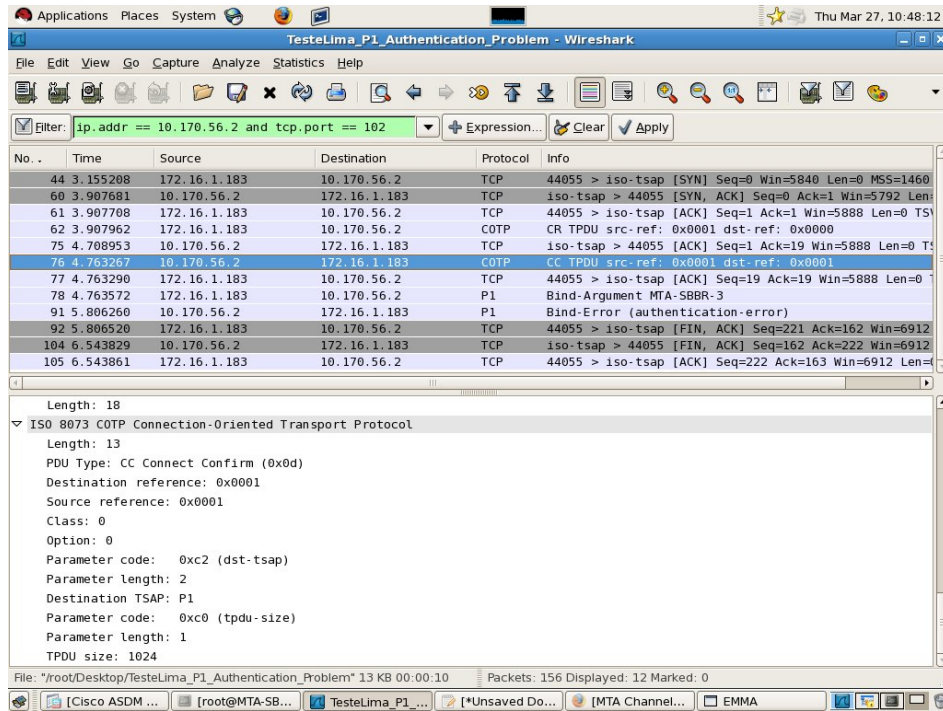 Applications Places System Thu Mar 27, 10:48:12
TesteLima_P1_Authentication_Problem - Wireshark
File Edit View Go Capture Analyze Statistics Help
Filter: ip.addr == 10.170.56.2 and tcp.port == 102 Expression... Clear Apply
No. . Time Source Destination Protocol Info
44 3.155208 172.16.1.183 10.170.56.2 TCP 44055 > iso-tsap [SYN] Seq=0 Win=5840 Len=0 MSS=1460
60 3.907681 10.170.56.2 172.16.1.183 TCP iso-tsap > 44055 [SYN, ACK] Seq=0 Ack=1 Win=5792 Len=
61 3.907708 172.16.1.183 10.170.56.2 TCP 44055 > iso-tsap [ACK] Seq=1 Ack=1 Win=5888 Len=0 TSV
62 3.907962 172.16.1.183 10.170.56.2 COTP CR TPDU src-ref: 0x0001 dst-ref: 0x0000
75 4.708953 10.170.56.2 172.16.1.183 TCP iso-tsap > 44055 [ACK] Seq=1 Ack=19 Win=5888 Len=0 TS
76 4.763267 10.170.56.2 172.16.1.183 COTP CC TPDU src-ref: 0x0001 dst-ref: 0x0001
77 4.763290 172.16.1.183 10.170.56.2 TCP 44055 > iso-tsap [ACK] Seq=19 Ack=19 Win=5888 Len=0
78 4.763572 172.16.1.183 10.170.56.2 P1 Bind-Argument MTA-SBBR-3
91 5.806260 10.170.56.2 172.16.1.183 P1 Bind-Error (authentication-error)
92 5.806520 172.16.1.183 10.170.56.2 TCP 44055 > iso-tsap [FIN, ACK] Seq=221 Ack=162 Win=6912
104 6.543829 10.170.56.2 172.16.1.183 TCP iso-tsap > 44055 [FIN, ACK] Seq=162 Ack=222 Win=6912
105 6.543861 172.16.1.183 10.170.56.2 TCP 44055 > iso-tsap [ACK] Seq=222 Ack=163 Win=6912 Len=
Length: 18
ISO 8073 COTP Connection-Oriented Transport Protocol
Length: 13
PDU Type: CC Connect Confirm (0x0d)
Destination reference: 0x0001
Source reference: 0x0001
Class: 0
Option: 0
Parameter code: 0xc2 (dst-tsap)
Parameter length: 2
Destination TSAP: P1
Parameter code: 0xc0 (tpdu-size)
Parameter length: 1
TPDU size: 1024
File: "/root/Desktop/TesteLima_P1_Authentication_Problem" 13 KB 00:00:10 Packets: 156 Displayed: 12 Marked: 0
[Cisco ASDM ... [root@MTA-SB... TesteLima_P1_... [*Unsaved Do... [MTA Channel... EMMA